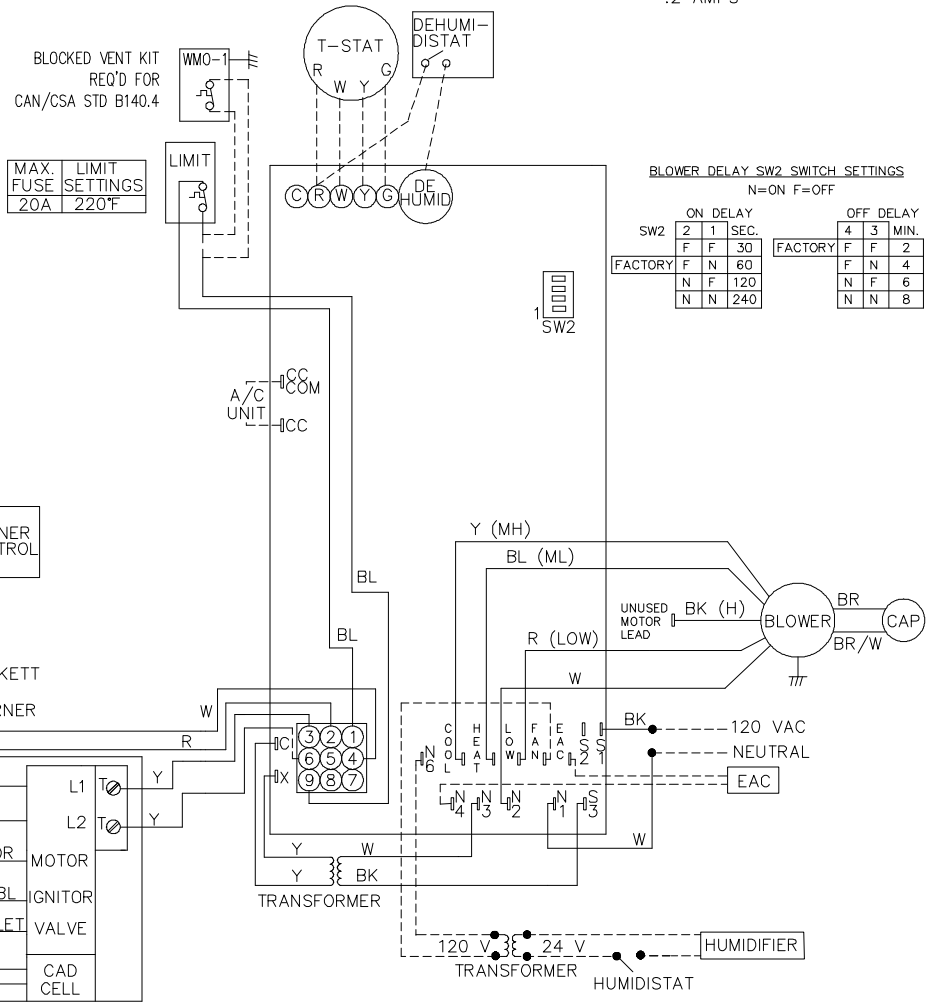 .2 AMPS
BLOCKED VENT KIT
REQ'D FOR
CAN/CSA STD B140.4
WMO-1
T-STAT
R W Y G
DEHUMI-
DISTAT
MAX. FUSE LIMIT SETTINGS
20A 220°F
LIMIT
C R W Y G
DE
HUMID
BLOWER DELAY SW2 SWITCH SETTINGS
N=ON F=OFF
ON DELAY
SW2 2 1 SEC.
F F 30
FACTORY F N 60
N F 120
N N 240
OFF DELAY
4 3 MIN.
FACTORY F F 2
F N 4
N F 6
N N 8
1
SW2
A/C
UNIT
CC
COM
CC
NER
TROL
Y (MH)
BL (ML)
UNUSED
MOTOR
LEAD
BK (H)
BLOWER
BR
BR/W
CAP
R (LOW)
W
BL
BL
KETT
RNER
W
R
3 2 1
6 5 4
9 8 7
C
X
COOL
HEAT
LOW
FAN
EAC
S2
S1
N6
N4
N3
N2
N1
S3
BK
120 VAC
NEUTRAL
EAC
W
L1 T Y
L2 T Y
OR MOTOR
BL IGNITOR
LET VALVE
CAD
CELL
Y W
Y BK
TRANSFORMER
120 V 24 V
TRANSFORMER
HUMIDIFIER
HUMIDISTAT